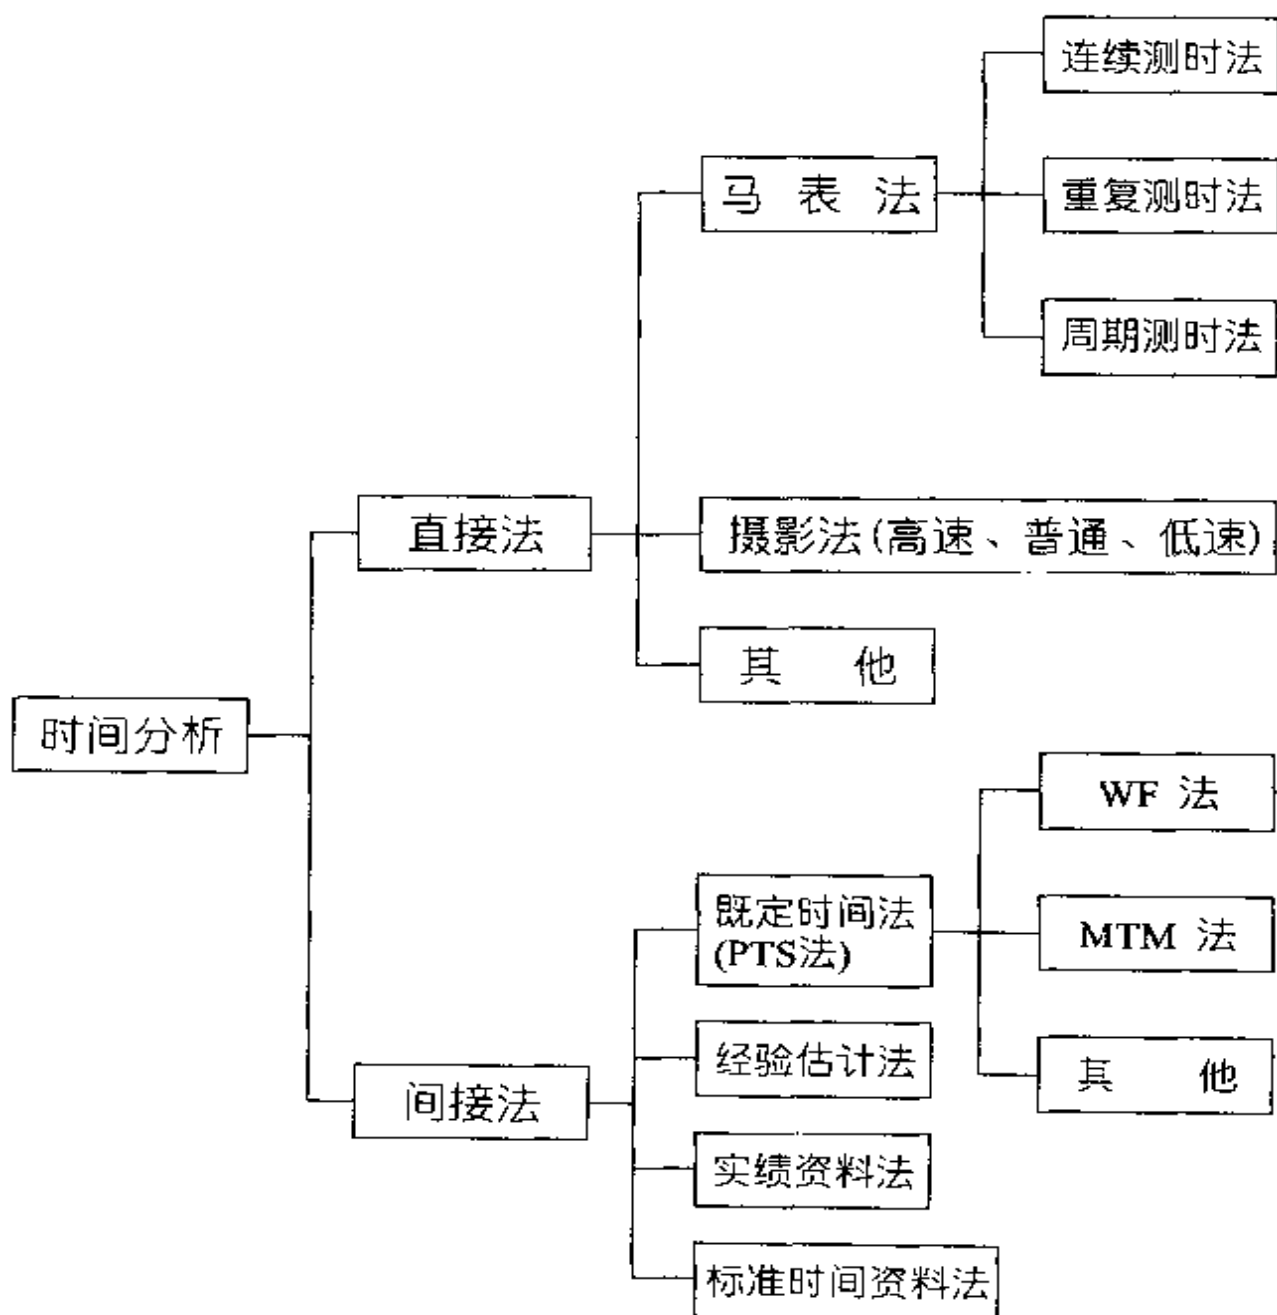 连续测时法
马表法
重复测时法
周期测时法
直接法
摄影法(高速、普通、低速)
其他
时间分析
WF 法
既定时间法
(PTS法)
MTM 法
经验估计法
其他
间接法
实绩资料法
标准时间资料法